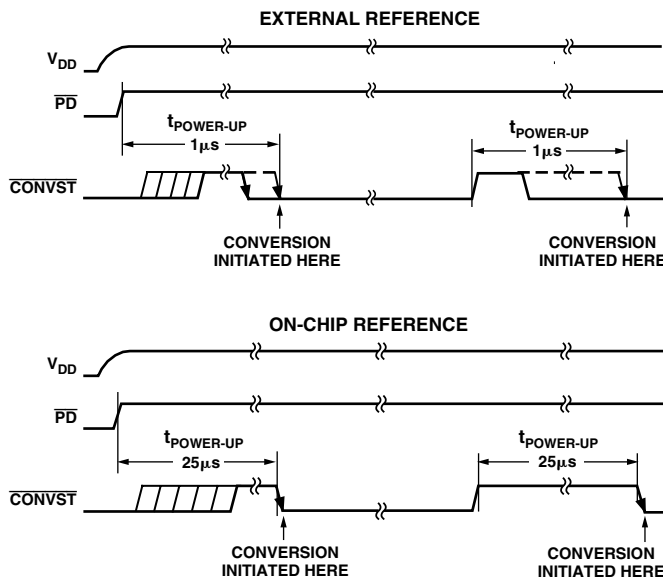 EXTERNAL REFERENCE
VDD
PD
tPOWER-UP
1μs
tPOWER-UP
1μs
CONVST
CONVERSION
INITIATED HERE
CONVERSION
INITIATED HERE
ON-CHIP REFERENCE
VDD
PD
tPOWER-UP
25μs
tPOWER-UP
25μs
CONVST
CONVERSION
INITIATED HERE
CONVERSION
INITIATED HERE